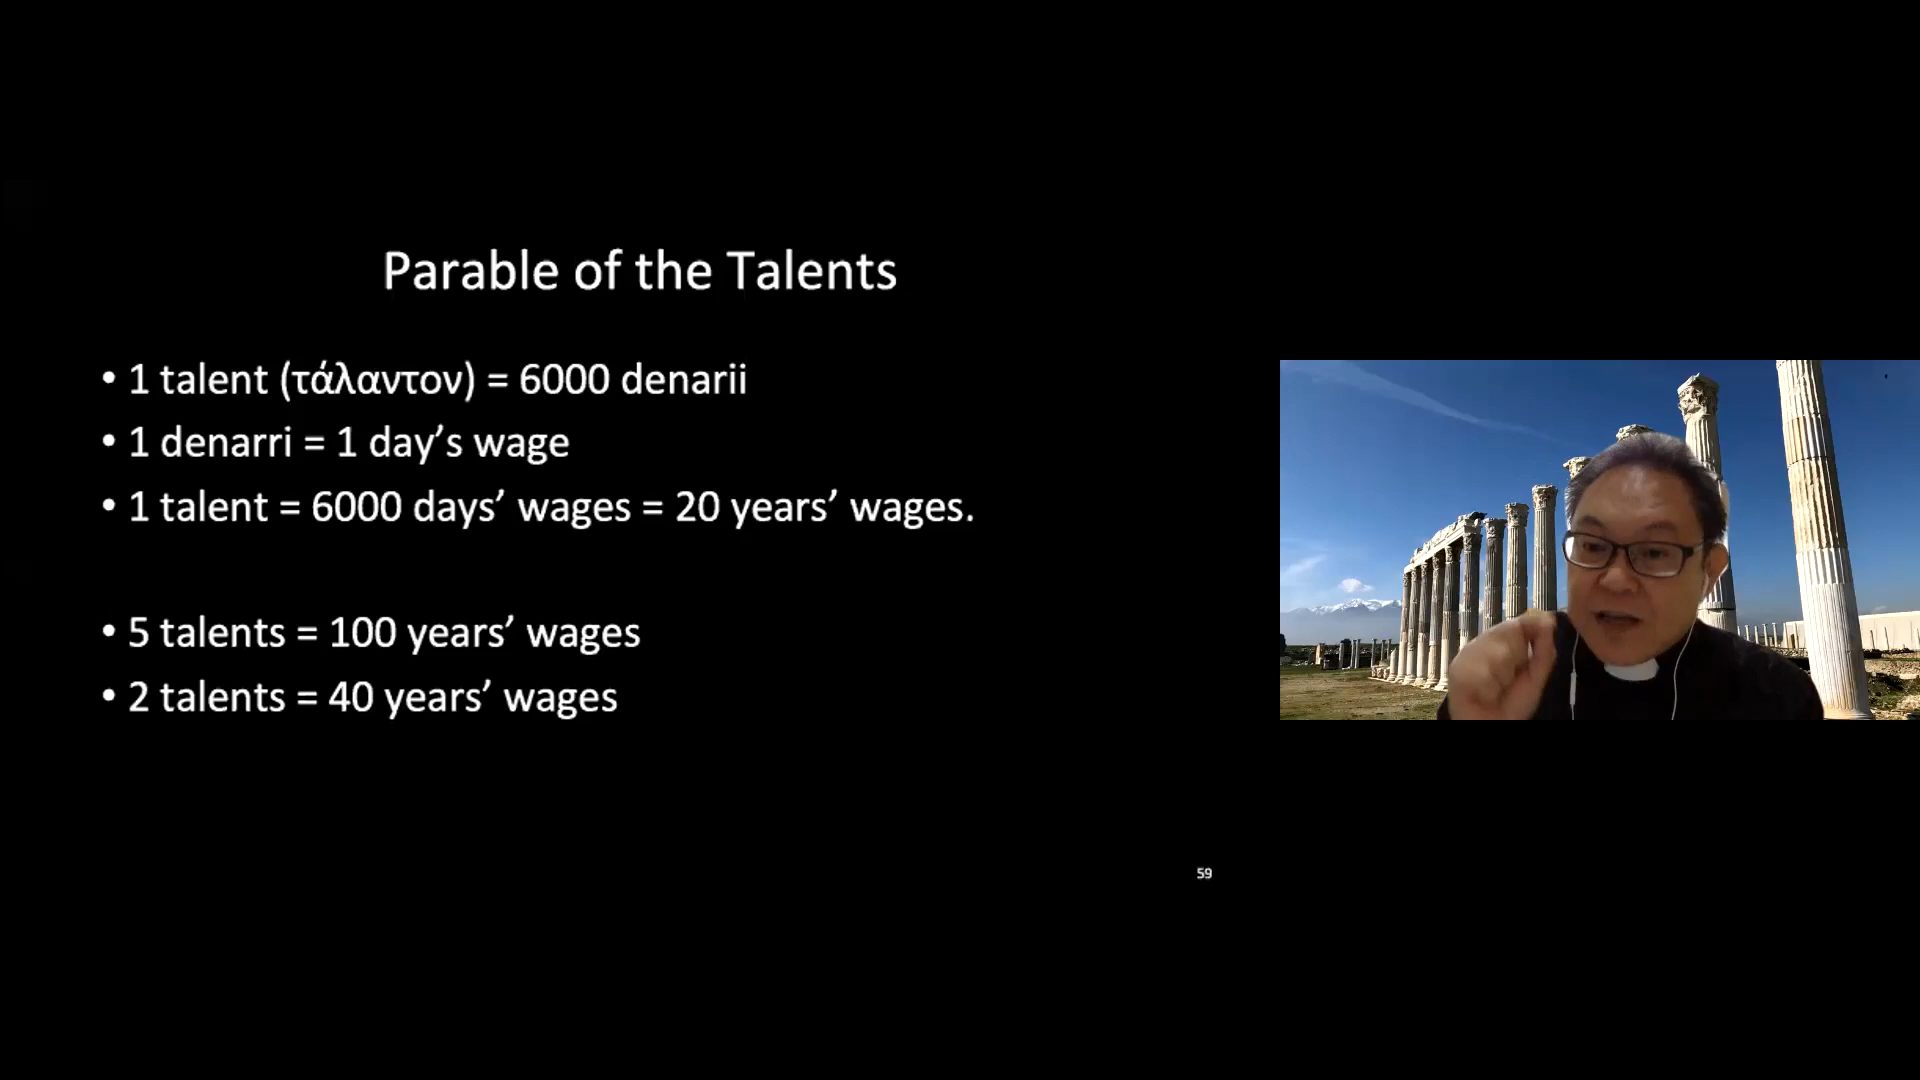 Parable of the Talents
• 1 talent (τάλαντον) = 6000 denarii
• 1 denarri = 1 day’s wage
• 1 talent = 6000 days’ wages = 20 years’ wages.
• 5 talents = 100 years’ wages
• 2 talents = 40 years’ wages
59